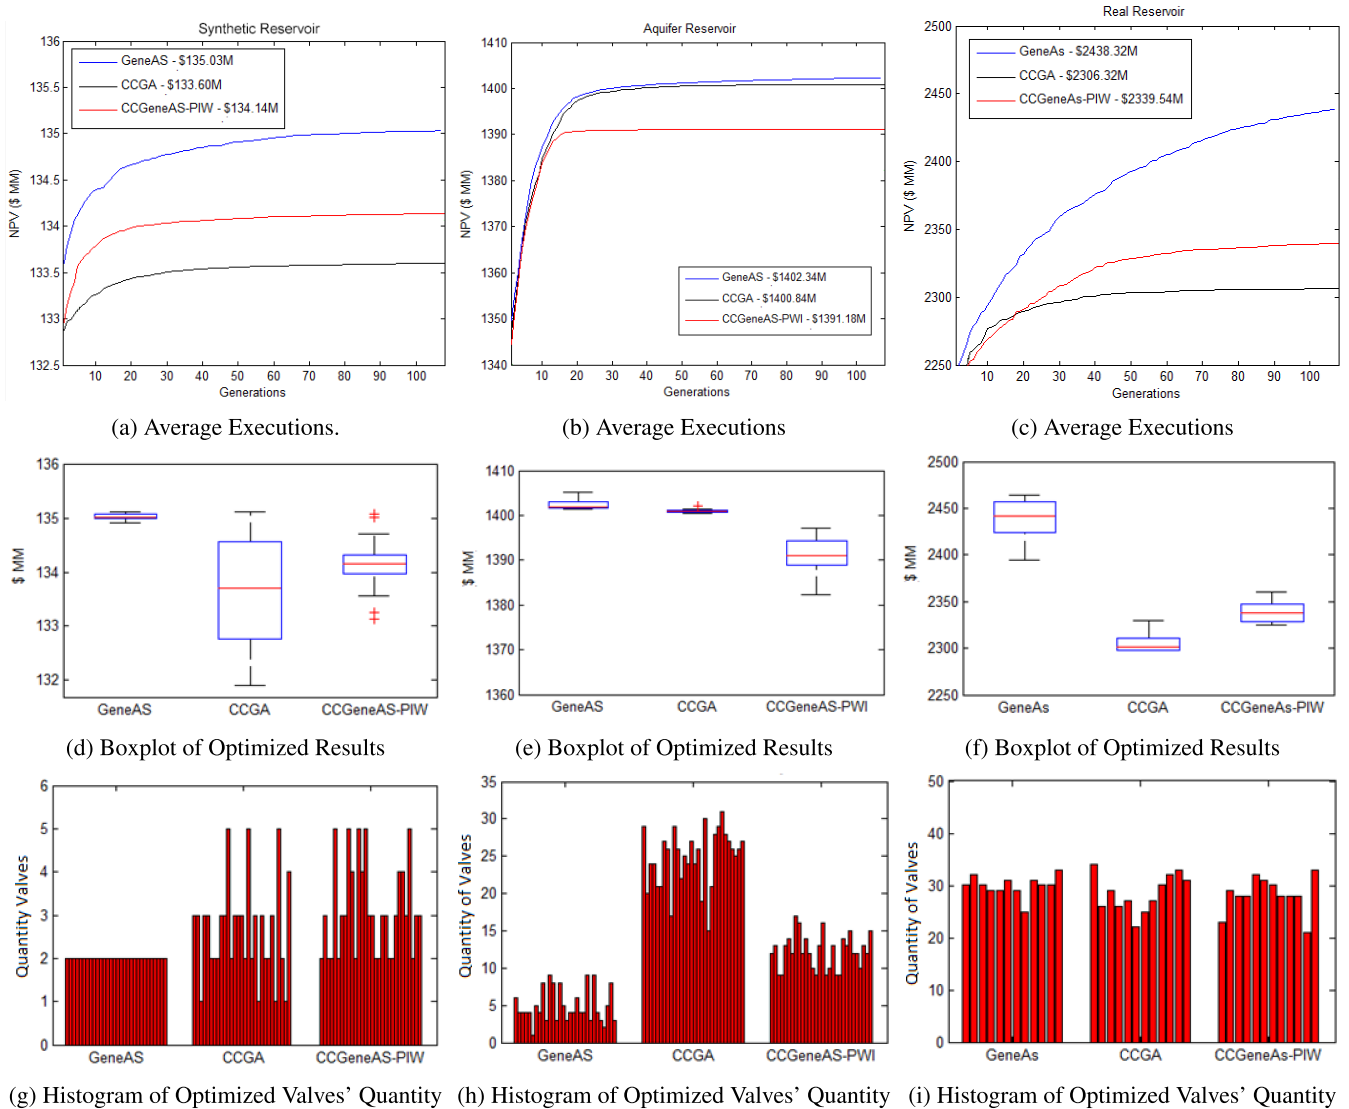 Synthetic Reservoir
136
135.5
135
134.5
134
133.5
133
132.5
NPV ($ MM)
GeneAS - $135.03M
CCGA - $133.60M
CCGeneAS-PIW - $134.14M
10 20 30 40 50 60 70 80 90 100
Generations
(a) Average Executions.
Aquifer Reservoir
1410
1400
1390
1380
1370
1360
1350
1340
NPV ($ MM)
GeneAS - $1402.34M
CCGA - $1400.84M
CCGeneAS-PWI - $1391.18M
10 20 30 40 50 60 70 80 90 100
Generations
(b) Average Executions
Real Reservoir
2500
2450
2400
2350
2300
2250
NPV ($ MM)
GeneAs - $2438.32M
CCGA - $2306.32M
CCGeneAs-PIW - $2339.54M
10 20 30 40 50 60 70 80 90 100
Generations
(c) Average Executions
136
135
134
133
132
$ MM
GeneAS CCGA CCGeneAS-PIW
(d) Boxplot of Optimized Results
1410
1400
1390
1380
1370
1360
$ MM
GeneAS CCGA CCGeneAS-PWI
(e) Boxplot of Optimized Results
2500
2450
2400
2350
2300
2250
$ MM
GeneAs CCGA CCGeneAs-PIW
(f) Boxplot of Optimized Results
6
5
4
3
2
1
0
Quantity Valves
GeneAS CCGA CCGeneAS-PIW
(g) Histogram of Optimized Valves' Quantity
35
30
25
20
15
10
5
0
Quantity of Valves
GeneAS CCGA CCGeneAS-PWI
(h) Histogram of Optimized Valves' Quantity
50
40
30
20
10
0
Quantity of Valves
GeneAs CCGA CCGeneAs-PIW
(i) Histogram of Optimized Valves' Quantity